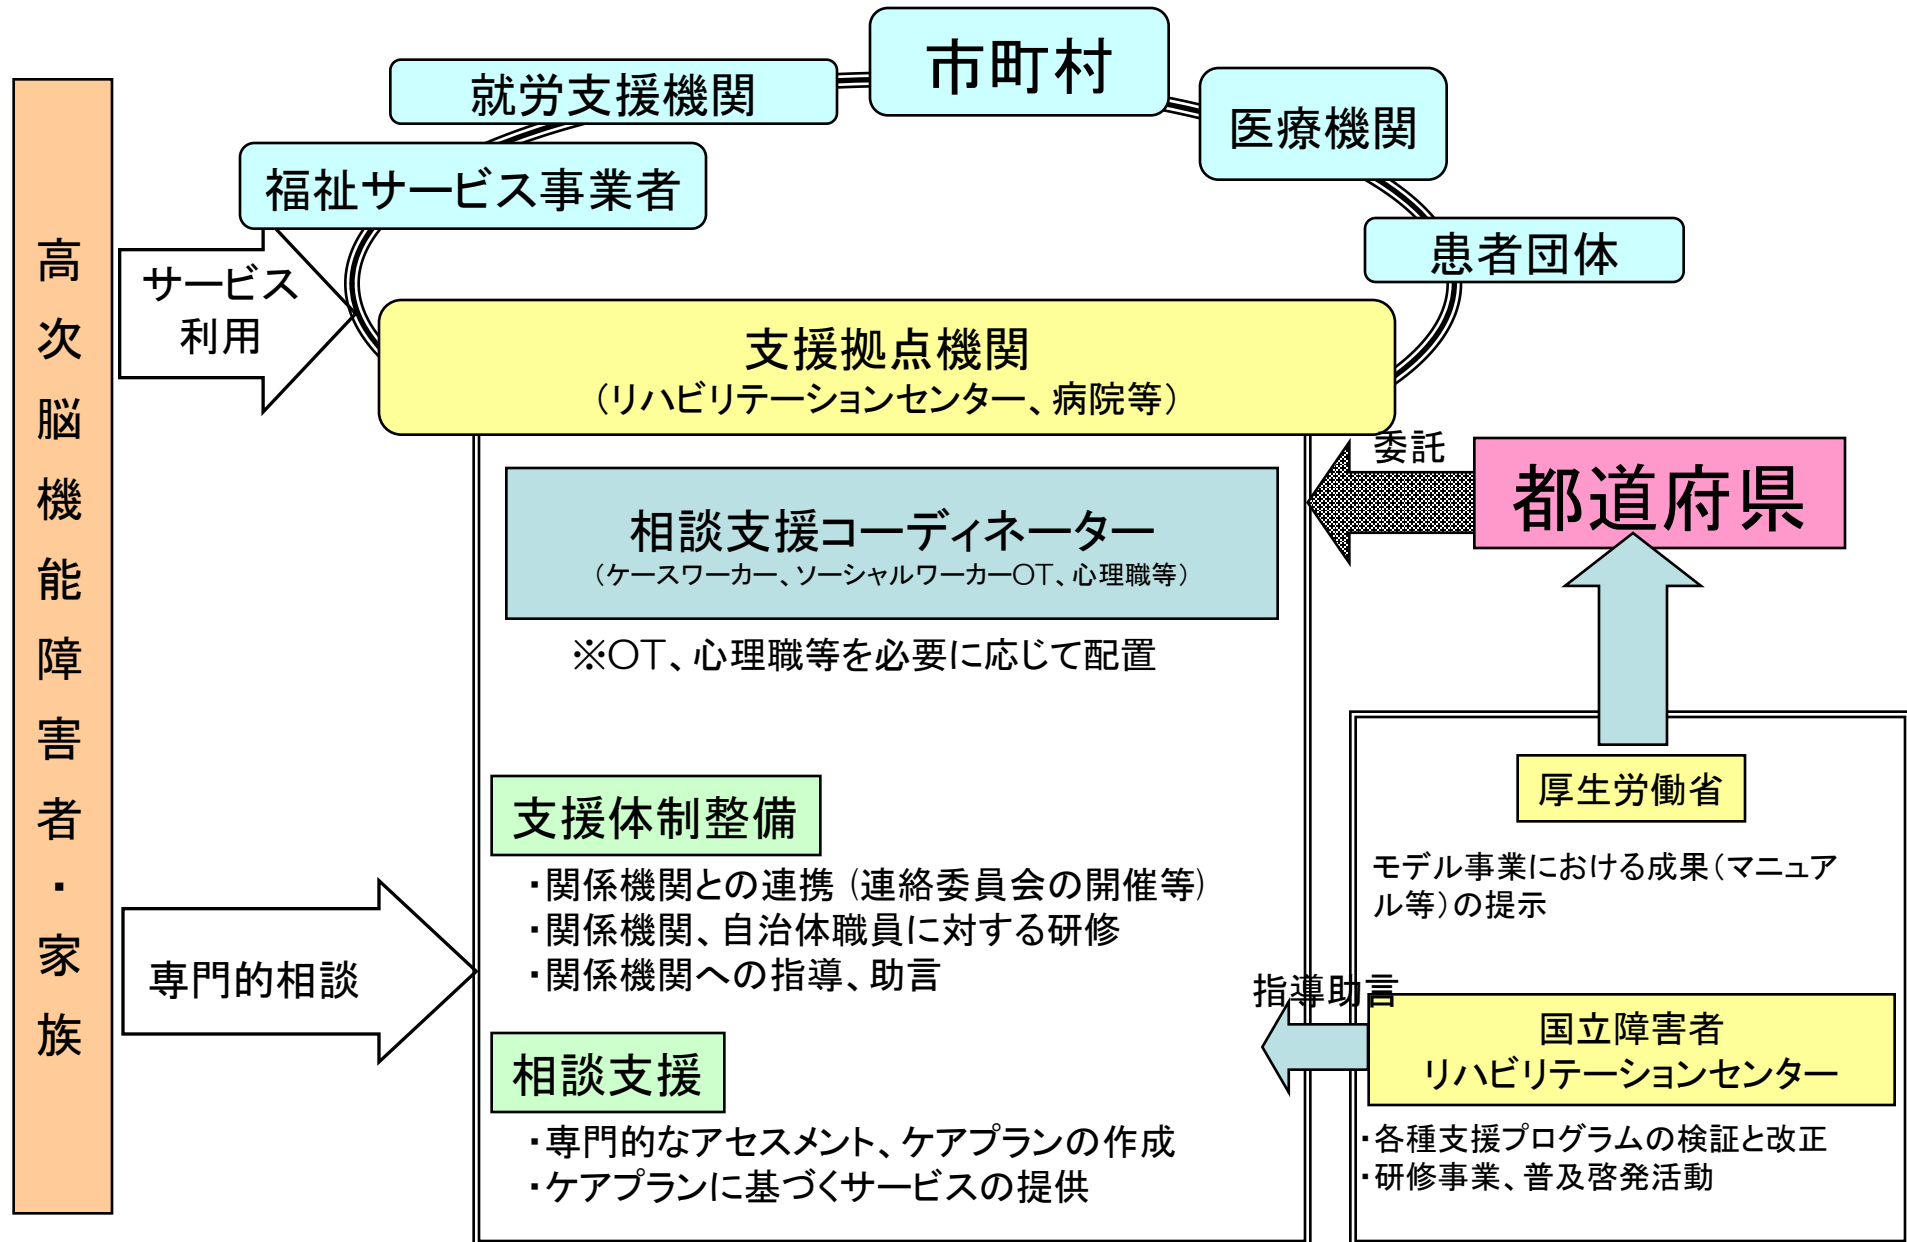 市町村
就労支援機関
医療機関
福祉サービス事業者
患者団体
高次脳機能障害者・家族
サービス
利用
支援拠点機関
（リハビリテーションセンター、病院等）
委託
都道府県
相談支援コーディネーター
（ケースワーカー、ソーシャルワーカーＯＴ、心理職等）
※ＯＴ、心理職等を必要に応じて配置
厚生労働省
モデル事業における成果（マニュア
ル等）の提示
支援体制整備
・関係機関との連携 (連絡委員会の開催等)
・関係機関、自治体職員に対する研修
・関係機関への指導、助言
専門的相談
指導助言
国立障害者
リハビリテーションセンター
・各種支援プログラムの検証と改正
・研修事業、普及啓発活動
相談支援
・専門的なアセスメント、ケアプランの作成
・ケアプランに基づくサービスの提供